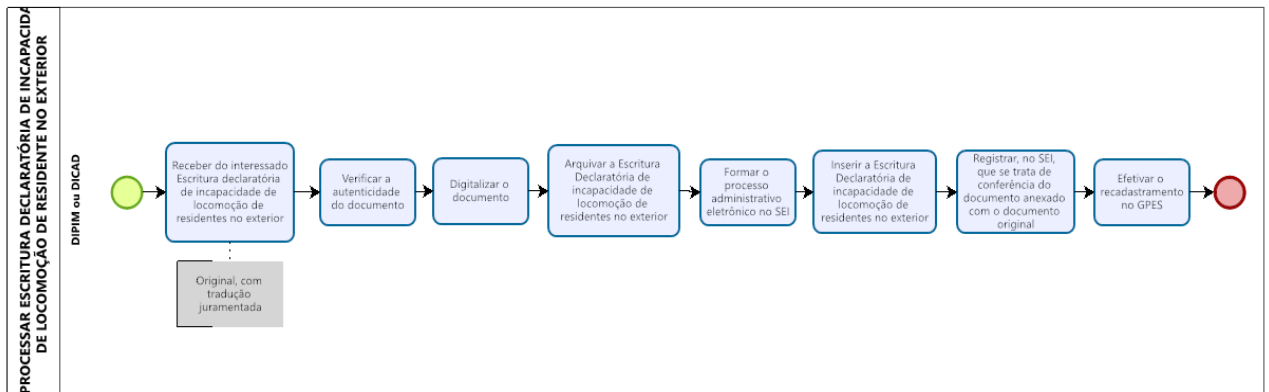 PROCESSAR ESCRITURA DECLARATÓRIA DE INCAPACIDA
DE LOCOMOÇÃO DE RESIDENTE NO EXTERIOR
DIPIM ou DICAD
Receber do interessado
Escritura declaratória
de incapacidade de
locomoção de
residentes no exterior
Original, com
tradução
juramentada
Verificar a
autenticidade
do documento
Digitalizar o
documento
Arquivar a Escritura
Declaratória de
incapacidade de
locomoção de
residentes no exterior
Formar o
processo
administrativo
eletrônico no SEI
Inserir a Escritura
Declaratória de
incapacidade de
locomoção de
residentes no exterior
Registrar, no SEI,
que se trata de
conferência do
documento anexado
com o documento
original
Efetivar o
recadastramento
no GPES